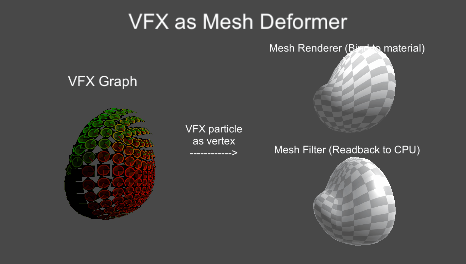 VFX as Mesh Deformer
VFX Graph
VFX particle
as vertex
------------>
Mesh Renderer (Bind to material)
Mesh Filter (Readback to CPU)